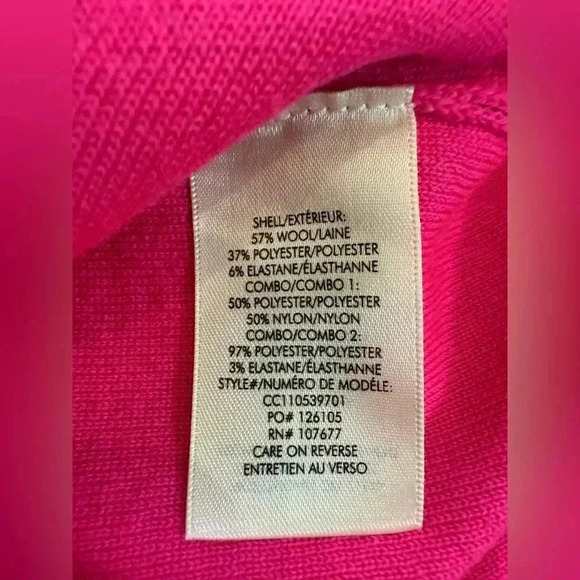 SHELL/EXTÉRIEUR:
57% WOOL/LAINE
37% POLYESTER/POLYESTER
6% ELASTANE/ÉLASTHANNE
COMBO/COMBO 1:
50% POLYESTER/POLYESTER
50% NYLON/NYLON
COMBO/COMBO 2:
97% POLYESTER/POLYESTER
3% ELASTANE/ÉLASTHANNE
STYLE#/NUMÉRO DE MODÈLE:
CC110539701
PO# 126105
RN# 107677
CARE ON REVERSE
ENTRETIEN AU VERSO